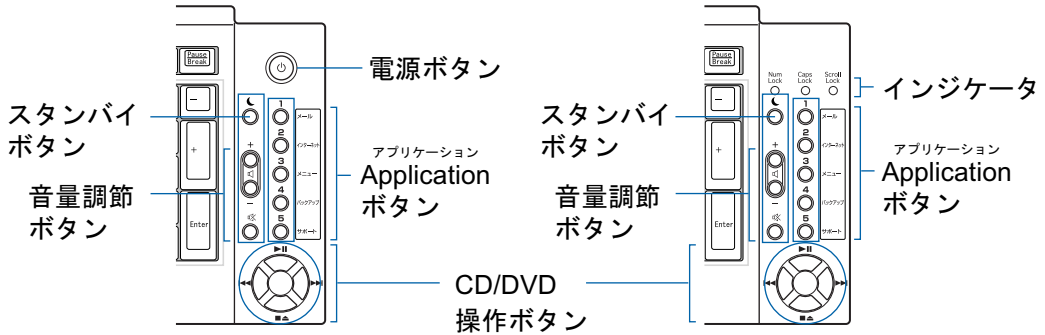 Pause
Break
電源ボタン
スタンバイ
ボタン
音量調節
ボタン
−
+
Enter
+
−
1
2
3
4
5
メール
インターネット
メニュー
バックアップ
サポート
アプリケーション
Application
ボタン
CD/DVD
操作ボタン
Pause
Break
Num
Lock
Caps
Lock
Scroll
Lock
インジケータ
スタンバイ
ボタン
音量調節
ボタン
−
+
Enter
+
−
1
2
3
4
5
メール
インターネット
メニュー
バックアップ
サポート
アプリケーション
Application
ボタン